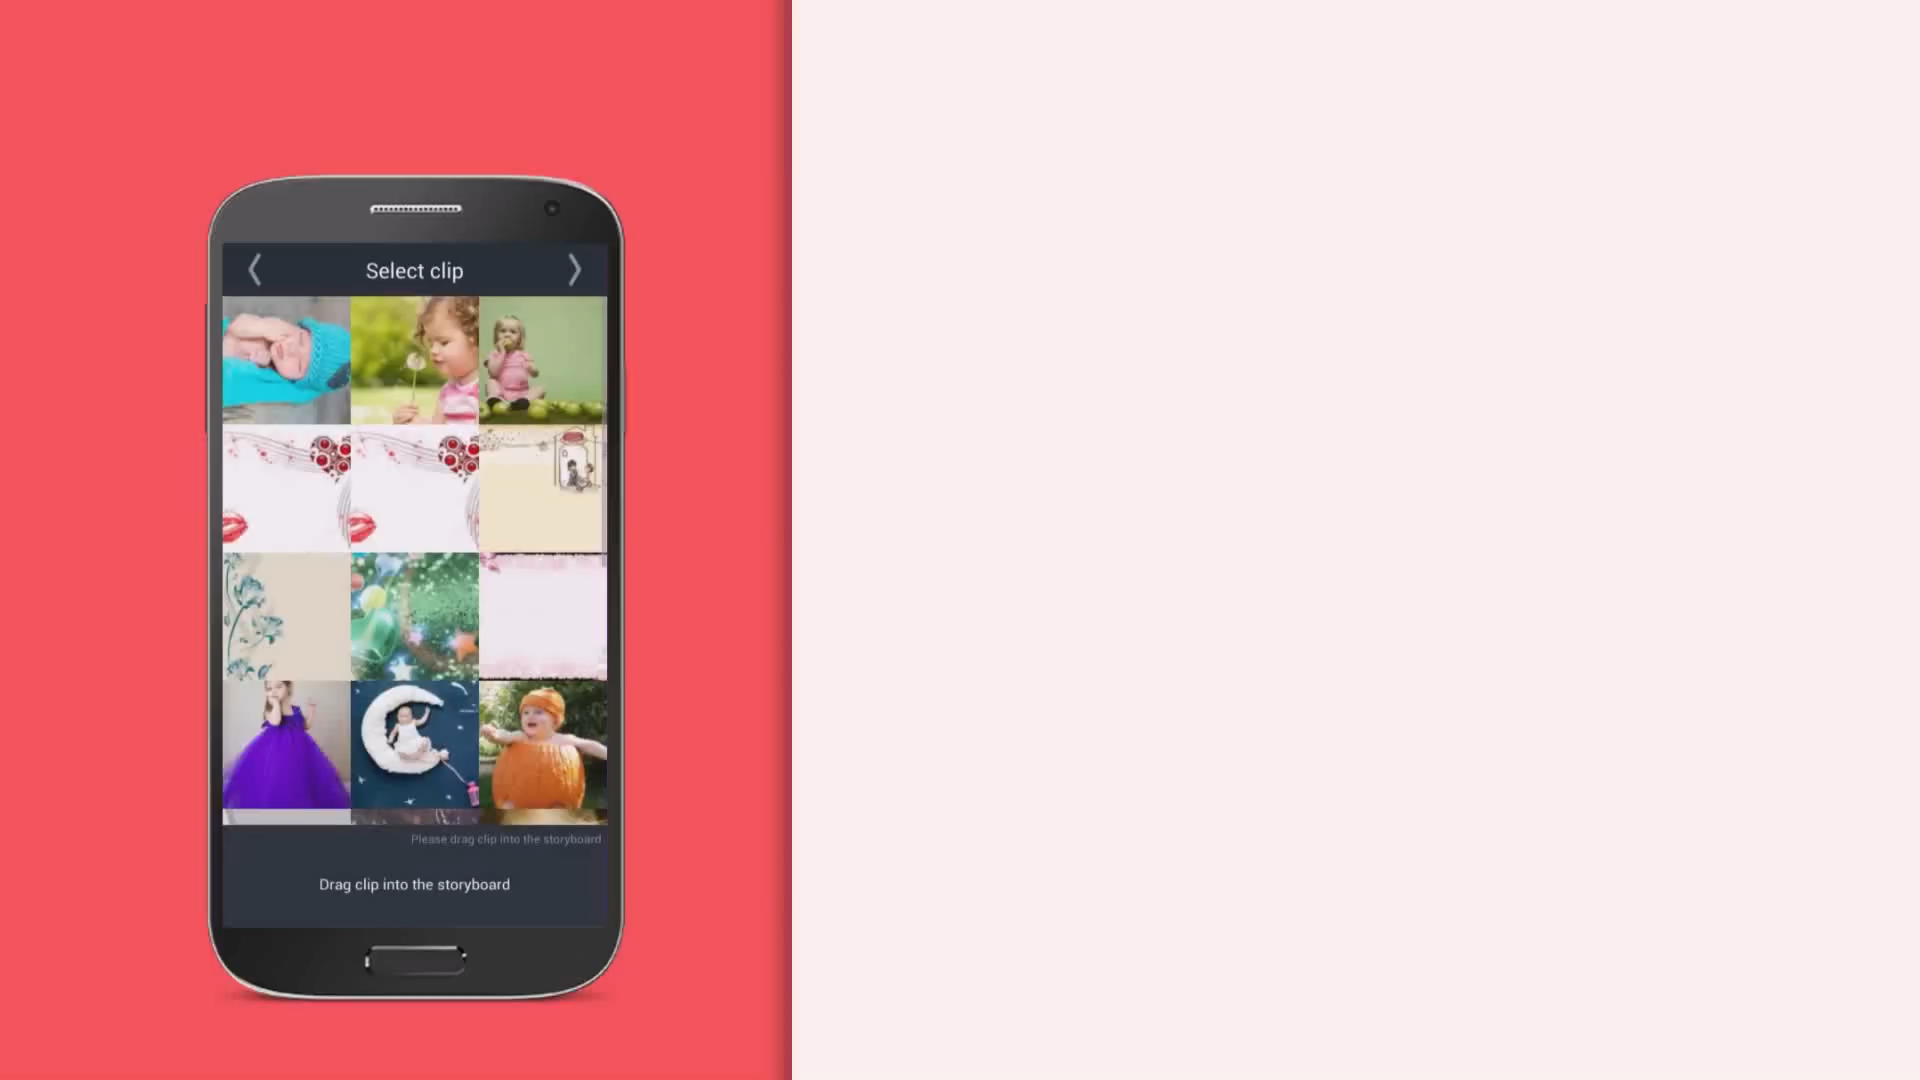 Select clip
Please drag clip into the storyboard
Drag clip into the storyboard